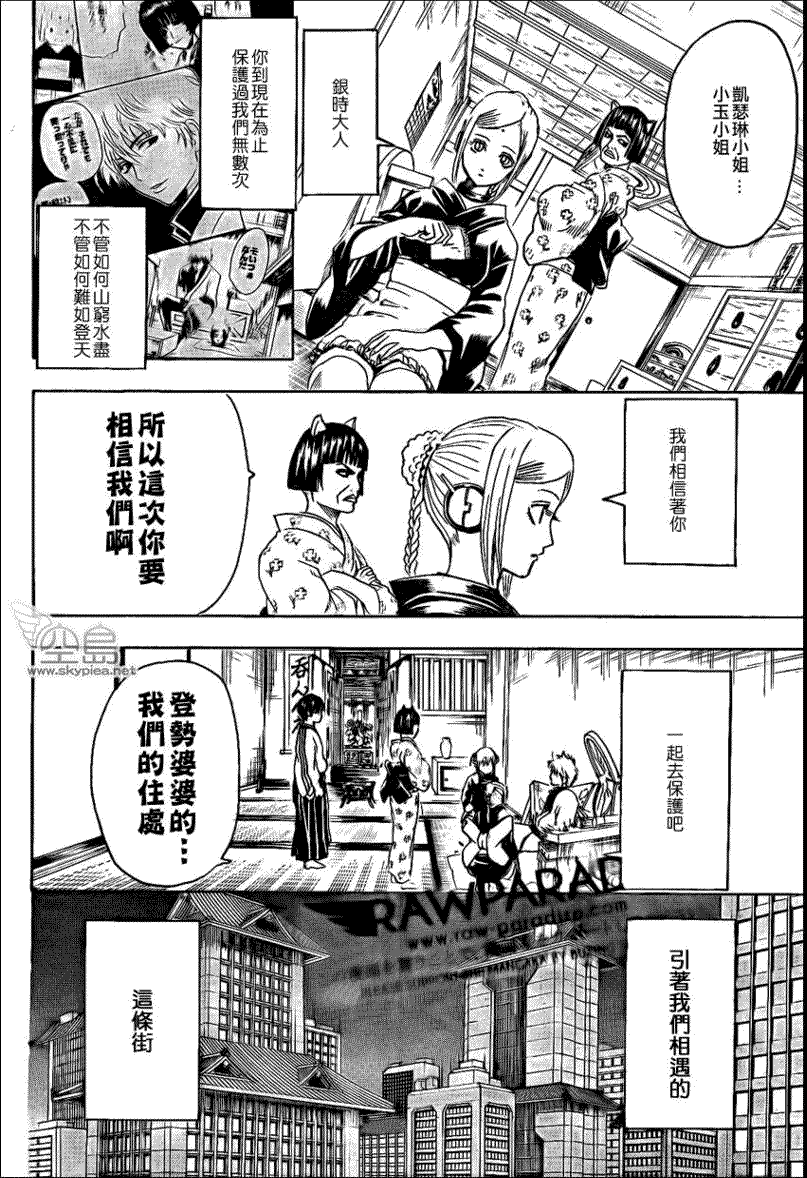 凱瑟琳小姐…
小玉小姐
銀時大人
你到現在為止
保護過我們無數次
不管如何山窮水盡
不管如何難如登天
我們相信著你
所以這次你要
相信我們啊
一起去保護吧
登勢婆婆的…
我們的住處
引著我們相遇的
這條街
空島
www.skypiea.net
RAWPARAD
www.raw-paradise.com